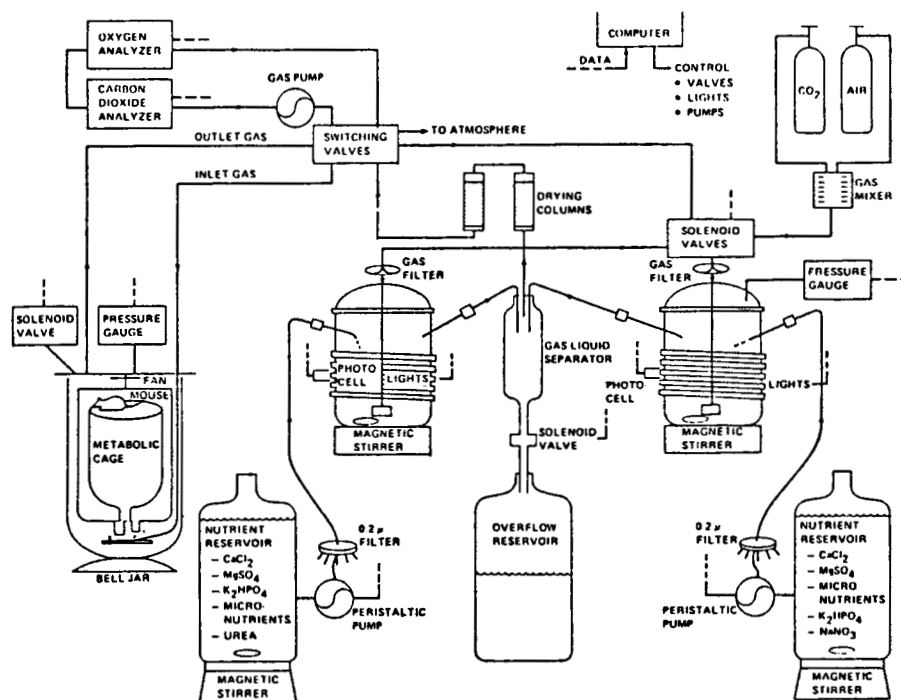 OXYGEN
ANALYZER
CARBON
DIOXIDE
ANALYZER
GAS PUMP
COMPUTER
DATA
CONTROL
• VALVES
• LIGHTS
• PUMPS
CO2
AIR
OUTLET GAS
SWITCHING
VALVES
TO ATMOSPHERE
INLET GAS
DRYING
COLUMNS
GAS
MIXER
SOLENOID
VALVES
GAS
FILTER
GAS
FILTER
PRESSURE
GAUGE
SOLENOID
VALVE
PRESSURE
GAUGE
GAS LIQUID
SEPARATOR
FAN
MOUSE
PHOTO
CELL
LIGHTS
PHOTO
CELL
LIGHTS
METABOLIC
CAGE
MAGNETIC
STIRRER
SOLENOID
VALVE
MAGNETIC
STIRRER
BELL JAR
NUTRIENT
RESERVOIR
– CaCl2
– MgSO4
– K2HPO4
– MICRO-
NUTRIENTS
– UREA
MAGNETIC
STIRRER
0.2 μ
FILTER
PERISTALTIC
PUMP
OVERFLOW
RESERVOIR
0.2 μ
FILTER
PERISTALTIC
PUMP
NUTRIENT
RESERVOIR
– CaCl2
– MgSO4
– MICRO
NUTRIENTS
– K2HPO4
– NaNO3
MAGNETIC
STIRRER